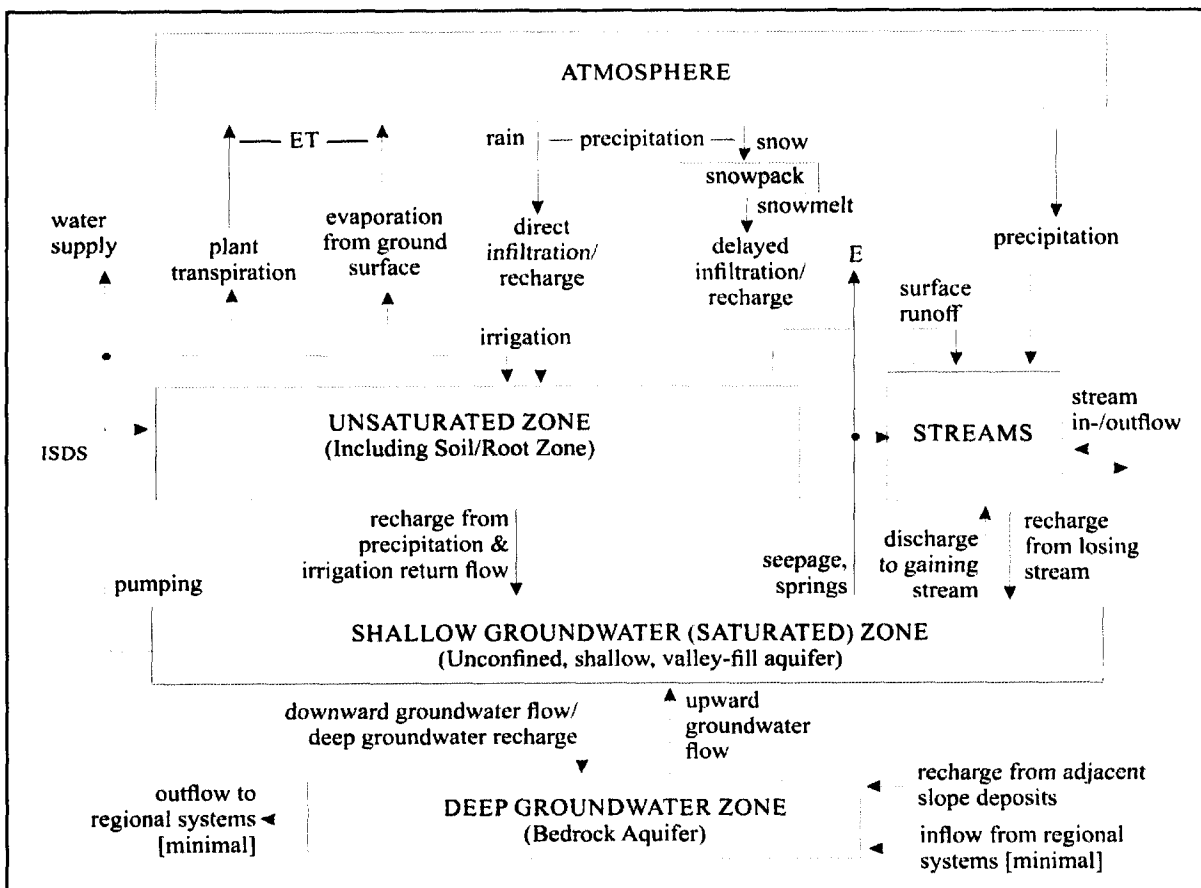 ATMOSPHERE
ET
rain
precipitation
snow
snowpack
snowmelt
water
supply
plant
transpiration
evaporation
from ground
surface
direct
infiltration/
recharge
delayed
infiltration/
recharge
E
precipitation
surface
runoff
irrigation
UNSATURATED ZONE
(Including Soil/Root Zone)
STREAMS
stream
in-/outflow
ISDS
recharge from
precipitation &
irrigation return flow
seepage,
springs
discharge
to gaining
stream
recharge
from losing
stream
pumping
SHALLOW GROUNDWATER (SATURATED) ZONE
(Unconfined, shallow, valley-fill aquifer)
downward groundwater flow/
deep groundwater recharge
upward
groundwater
flow
outflow to
regional systems
[minimal]
DEEP GROUNDWATER ZONE
(Bedrock Aquifer)
recharge from adjacent
slope deposits
inflow from regional
systems [minimal]